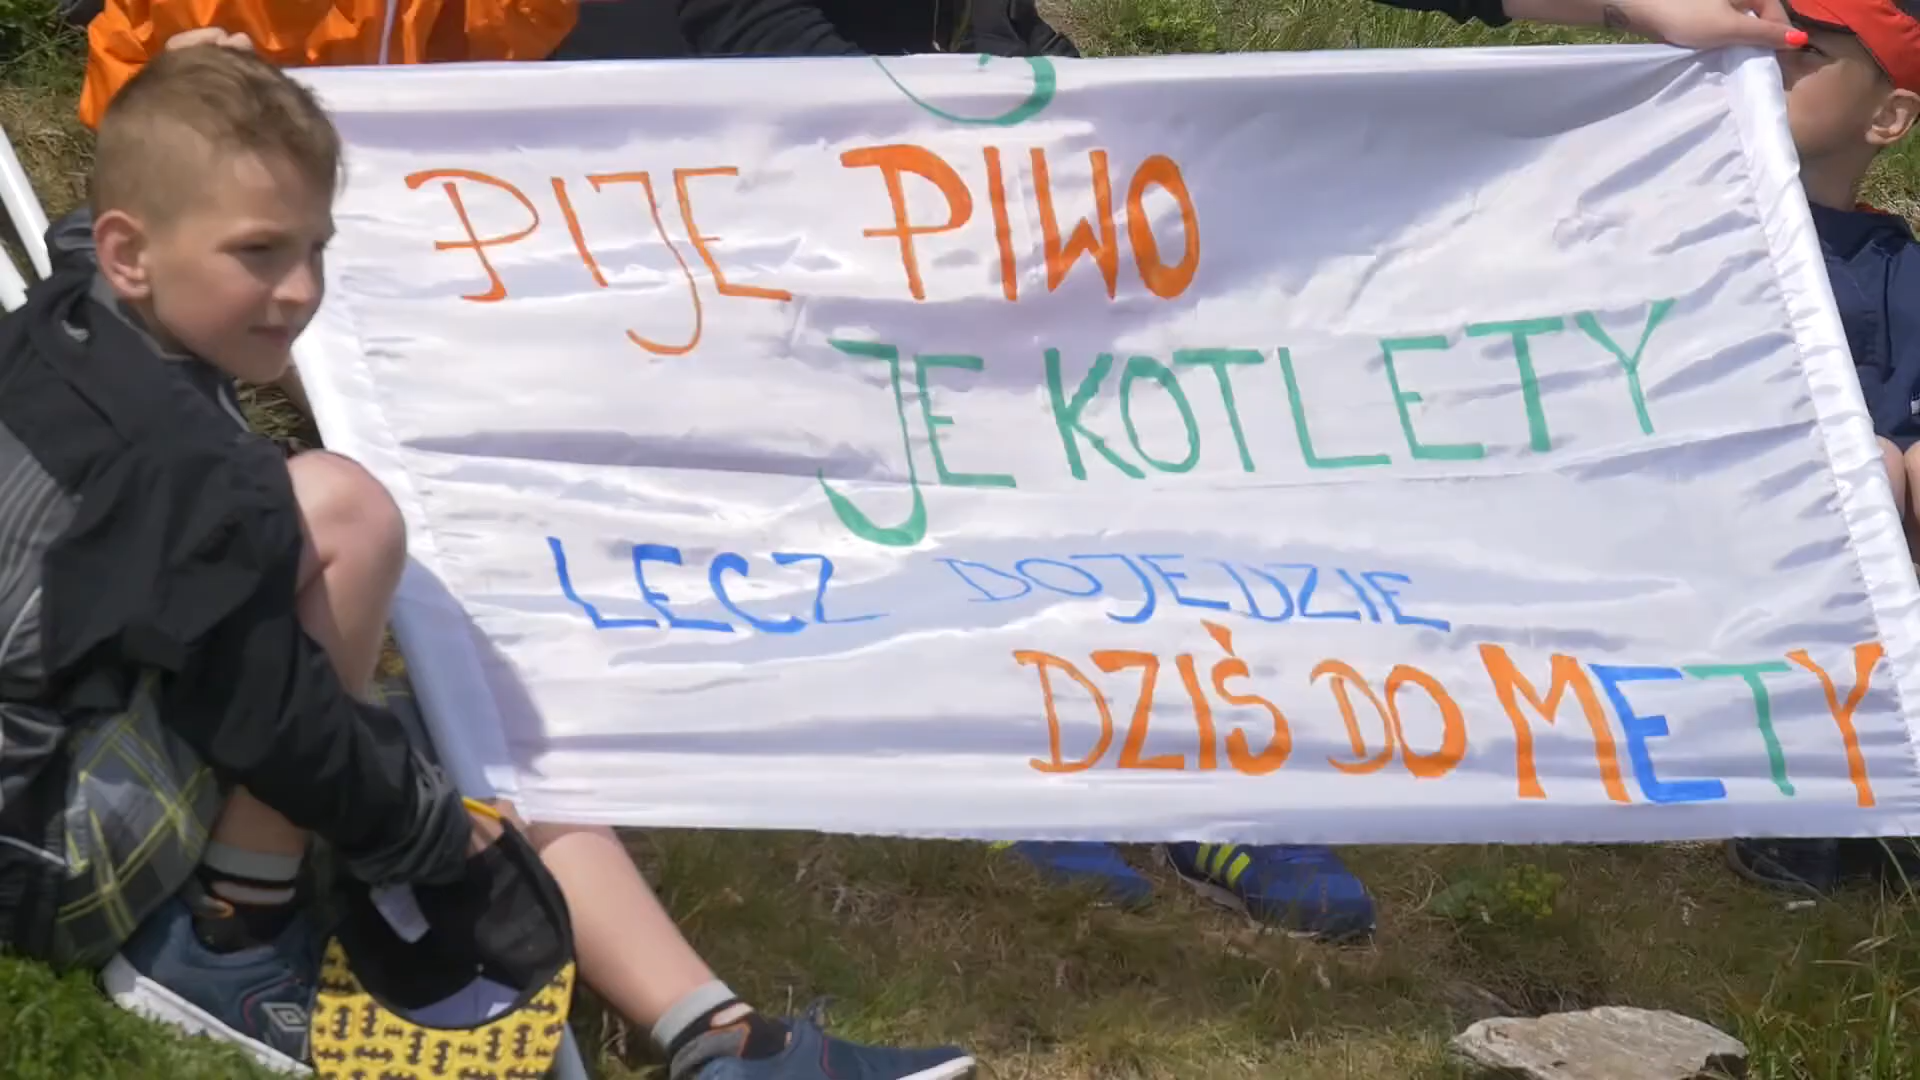 PIJE PIWO
JE KOTLETY
LECZ DOJEDZIE
DZIŚ DO METY